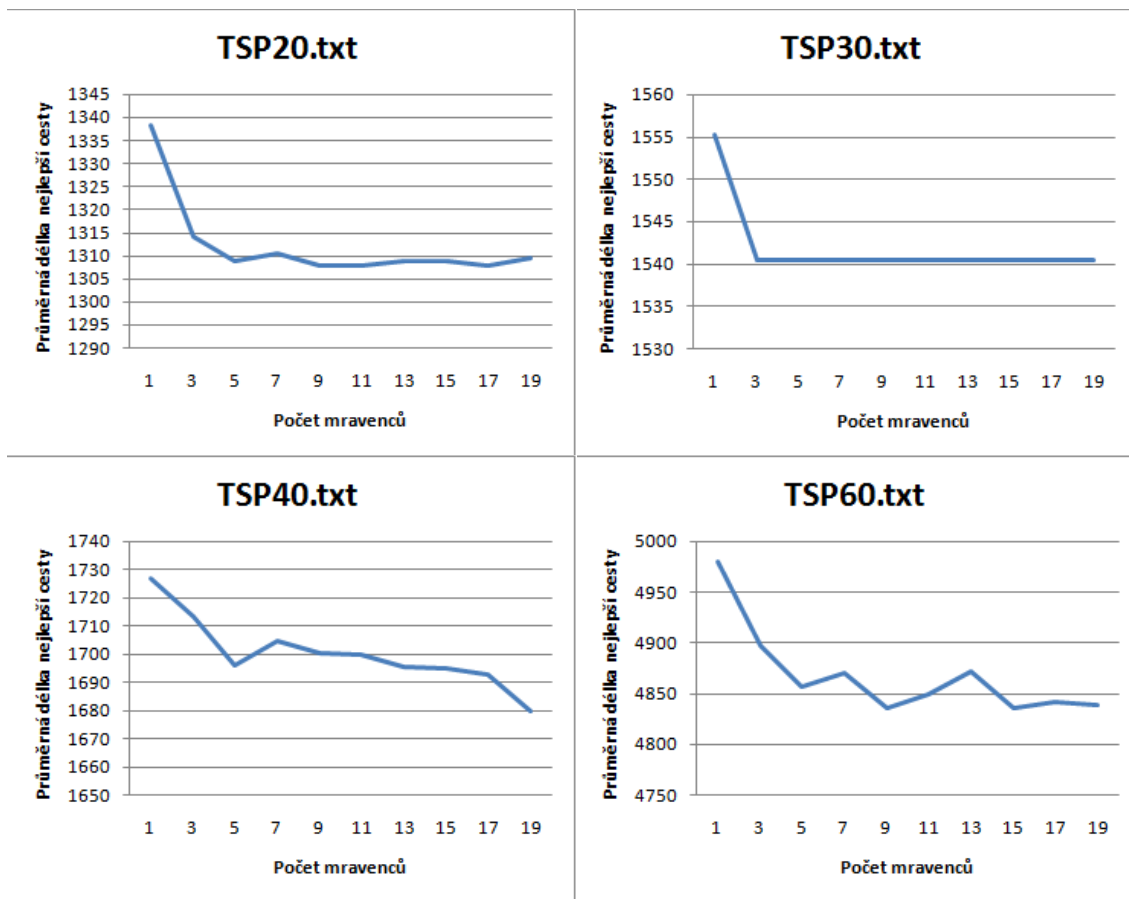 TSP20.txt
Průměrná délka nejlepší cesty
1345
1340
1335
1330
1325
1320
1315
1310
1305
1300
1295
1290
1 3 5 7 9 11 13 15 17 19
Počet mravenců
TSP30.txt
Průměrná délka nejlepší cesty
1560
1555
1550
1545
1540
1535
1530
1 3 5 7 9 11 13 15 17 19
Počet mravenců
TSP40.txt
Průměrná délka nejlepší cesty
1740
1730
1720
1710
1700
1690
1680
1670
1660
1650
1 3 5 7 9 11 13 15 17 19
Počet mravenců
TSP60.txt
Průměrná délka nejlepší cesty
5000
4950
4900
4850
4800
4750
1 3 5 7 9 11 13 15 17 19
Počet mravenců